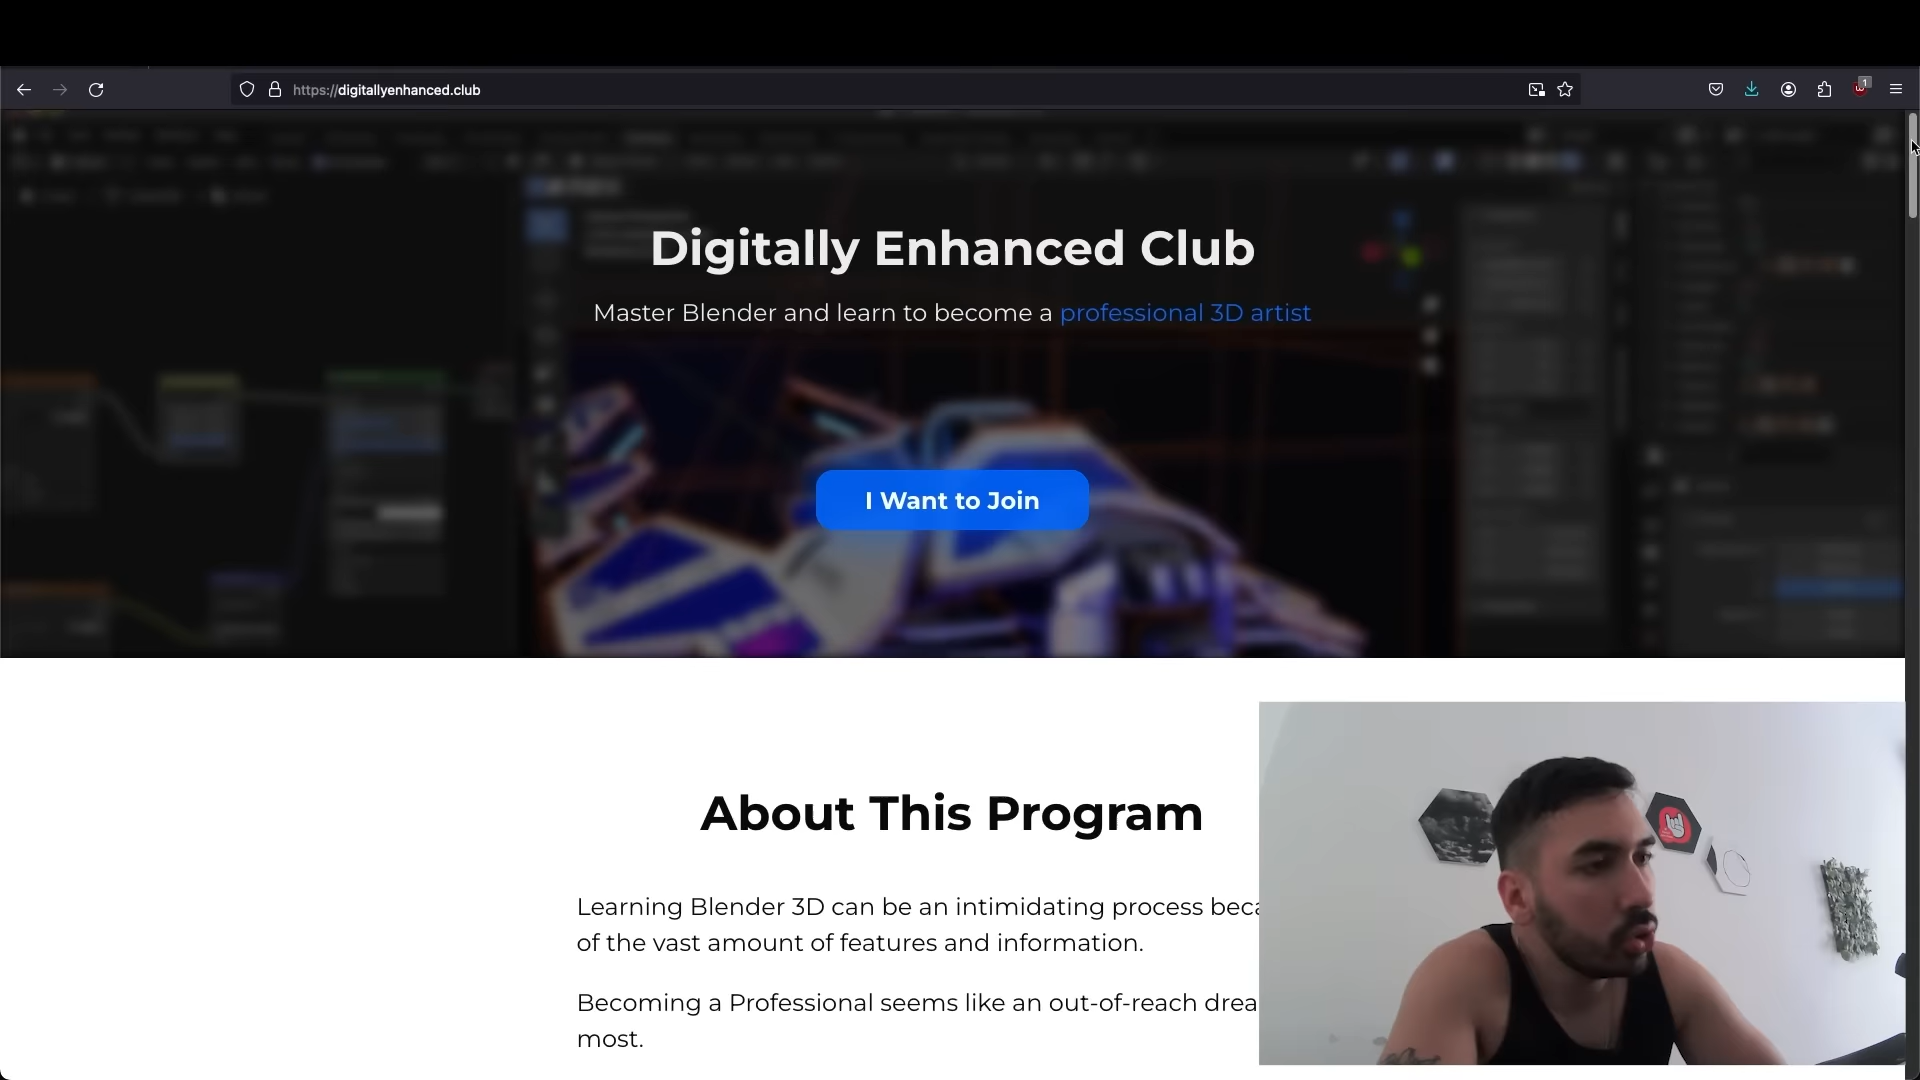 https://digitallyenhanced.club
1
Digitally Enhanced Club
Master Blender and learn to become a professional 3D artist
I Want to Join
About This Program
Learning Blender 3D can be an intimidating process
of the vast amount of features and information.
Becoming a Professional seems like an out-of-reach
most.